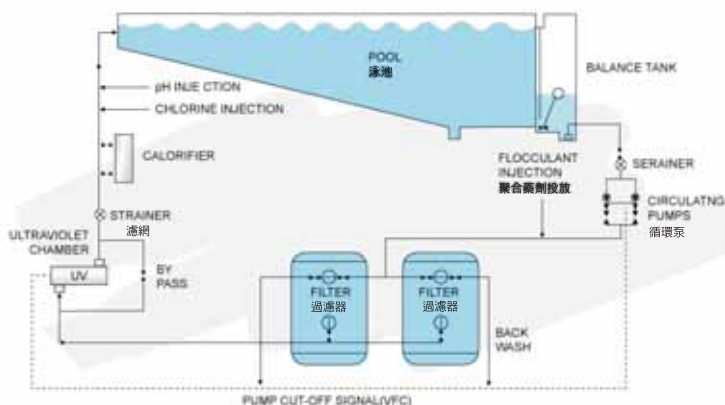 POOL
泳池
BALANCE TANK
pH INJECTION
CHLORINE INJECTION
CALORIFIER
FLOCCULANT
INJECTION
聚合藥劑投放
SERAINER
CIRCULATNG
PUMPS
循環泵
STRAINER
濾網
ULTRAVIOLET
CHAMBER
UV
BY
PASS
FILTER
過濾器
FILTER
過濾器
BACK
WASH
PUMP CUT-OFF SIGNAL(VFC)